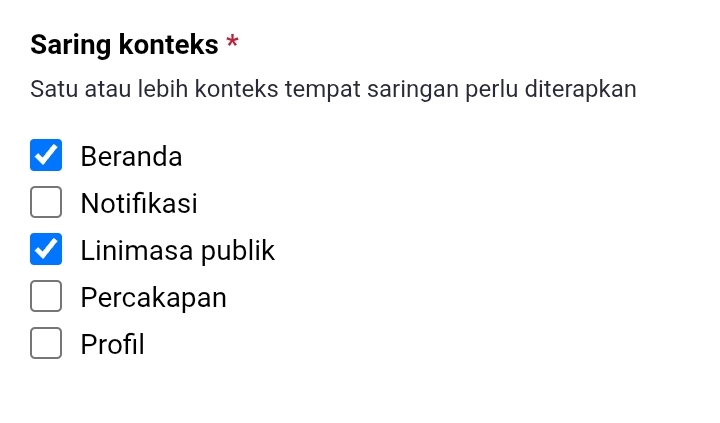 Saring konteks *
Satu atau lebih konteks tempat saringan perlu diterapkan
Beranda
Notifikasi
Linimasa publik
Percakapan
Profil